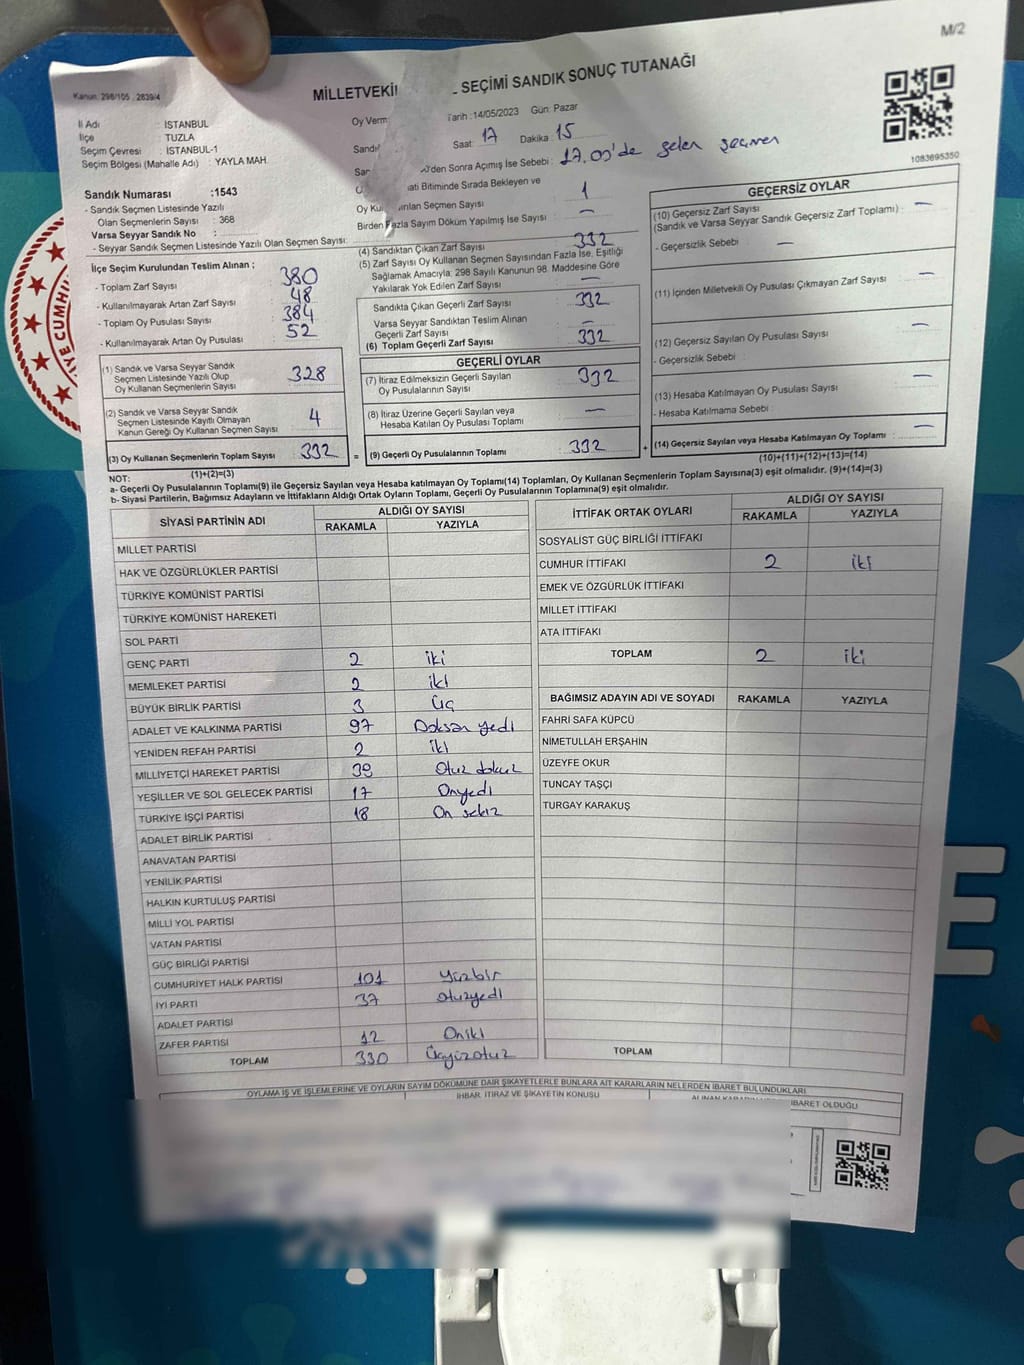 M/2
Kanun: 298/105 , 2839/4
MİLLETVEKİL SEÇİMİ SANDIK SONUÇ TUTANAĞI
İl Adı : İSTANBUL
İlçe : TUZLA
Seçim Çevresi : İSTANBUL-1
Seçim Bölgesi (Mahalle Adı) : YAYLA MAH.
Oy Verm Tarih :14/05/2023 Gün: Pazar
Saat: 17 Dakika : 15
den Sonra Açımış İse Sebebi : 17.00'de gelen seçmen
1083695350
Sandık Numarası :1543
- Sandık Seçmen Listesinde Yazılı
Olan Seçmenlerin Sayısı : 368
Varsa Seyyar Sandık No :
- Seyyar Sandık Seçmen Listesinde Yazılı Olan Seçmen Sayısı:
ati Bitiminde Sırada Bekleyen ve
Oy Kullandırılan Seçmen Sayısı 1
Birden Fazla Sayım Döküm Yapılmış İse Sayısı : —
İlçe Seçim Kurulundan Teslim Alınan ;
- Toplam Zarf Sayısı : 380
- Kullanılmayarak Artan Zarf Sayısı : 48
- Toplam Oy Pusulası Sayısı : 384
- Kullanılmayarak Artan Oy Pusulası : 52
(4) Sandıktan Çıkan Zarf Sayısı : 332
(5) Zarf Sayısı Oy Kullanan Seçmen Sayısından Fazla İse, Eşitliği
Sağlamak Amacıyla; 298 Sayılı Kanunun 98. Maddesine Göre
Yakılarak Yok Edilen Zarf Sayısı : —
Sandıkta Çıkan Geçerli Zarf Sayısı : 332
Varsa Seyyar Sandıktan Teslim Alınan
Geçerli Zarf Sayısı : —
(6) Toplam Geçerli Zarf Sayısı : 332
GEÇERSİZ OYLAR
(10) Geçersiz Zarf Sayısı : —
(Sandık ve Varsa Seyyar Sandık Geçersiz Zarf Toplamı)
- Geçersizlik Sebebi : —
(11) İçinden Milletvekili Oy Pusulası Çıkmayan Zarf Sayısı : —
(12) Geçersiz Sayılan Oy Pusulası Sayısı : —
- Geçersizlik Sebebi :
(13) Hesaba Katılmayan Oy Pusulası Sayısı : —
- Hesaba Katılmama Sebebi :
(14) Geçersiz Sayılan veya Hesaba Katılmayan Oy Toplamı : —
(10)+(11)+(12)+(13)=(14)
(1) Sandık ve Varsa Seyyar Sandık
Seçmen Listesinde Yazılı Olup
Oy Kullanan Seçmenlerin Sayısı : 328
(2) Sandık ve Varsa Seyyar Sandık
Seçmen Listesinde Kayıtlı Olmayan
Kanun Gereği Oy Kullanan Seçmen Sayısı : 4
(3) Oy Kullanan Seçmenlerin Toplam Sayısı : 332 =
(1)+(2)=(3)
GEÇERLİ OYLAR
(7) İtiraz Edilmeksizin Geçerli Sayılan
Oy Pusulalarının Sayısı : 332
(8) İtiraz Üzerine Geçerli Sayılan veya
Hesaba Katılan Oy Pusulası Toplamı : —
(9) Geçerli Oy Pusulalarının Toplamı : 332 +
NOT:
a- Geçerli Oy Pusulalarının Toplamı(9) ile Geçersiz Sayılan veya Hesaba katılmayan Oy Toplamı(14) Toplamları, Oy Kullanan Seçmenlerin Toplam Sayısına(3) eşit olmalıdır. (9)+(14)=(3)
b- Siyasi Partilerin, Bağımsız Adayların ve İttifakların Aldığı Ortak Oyların Toplamı, Geçerli Oy Pusulalarının Toplamına(9) eşit olmalıdır.
SİYASİ PARTİNİN ADI ALDIĞI OY SAYISI
RAKAMLA YAZIYLA
MİLLET PARTİSİ
HAK VE ÖZGÜRLÜKLER PARTİSİ
TÜRKİYE KOMÜNİST PARTİSİ
TÜRKİYE KOMÜNİST HAREKETİ
SOL PARTİ
GENÇ PARTİ 2 iki
MEMLEKET PARTİSİ 2 iki
BÜYÜK BİRLİK PARTİSİ 3 üç
ADALET VE KALKINMA PARTİSİ 97 Doksan yedi
YENİDEN REFAH PARTİSİ 2 iki
MİLLİYETÇİ HAREKET PARTİSİ 39 Otuz dokuz
YEŞİLLER VE SOL GELECEK PARTİSİ 17 Onyedi
TÜRKİYE İŞÇİ PARTİSİ 18 On sekiz
ADALET BİRLİK PARTİSİ
ANAVATAN PARTİSİ
YENİLİK PARTİSİ
HALKIN KURTULUŞ PARTİSİ
MİLLİ YOL PARTİSİ
VATAN PARTİSİ
GÜÇ BİRLİĞİ PARTİSİ
CUMHURİYET HALK PARTİSİ 101 Yüzbir
İYİ PARTİ 37 otuzyedi
ADALET PARTİSİ
ZAFER PARTİSİ 12 Oniki
TOPLAM 330 Üçyüzotuz
İTTİFAK ORTAK OYLARI ALDIĞI OY SAYISI
RAKAMLA YAZIYLA
SOSYALİST GÜÇ BİRLİĞİ İTTİFAKI
CUMHUR İTTİFAKI 2 iki
EMEK VE ÖZGÜRLÜK İTTİFAKI
MİLLET İTTİFAKI
ATA İTTİFAKI
TOPLAM 2 iki
BAĞIMSIZ ADAYIN ADI VE SOYADI RAKAMLA YAZIYLA
FAHRİ SAFA KÜPCÜ
NİMETULLAH ERŞAHİN
ÜZEYFE OKUR
TUNCAY TAŞÇI
TURGAY KARAKUŞ
TOPLAM
OYLAMA İŞ VE İŞLEMLERİNE VE OYLARIN SAYIM DÖKÜMÜNE DAİR ŞİKAYETLERLE BUNLARA AİT KARARLARIN NELERDEN İBARET BULUNDUKLARI
İHBAR, İTİRAZ VE ŞİKAYETİN KONUSU
İBARET OLDUĞU
E